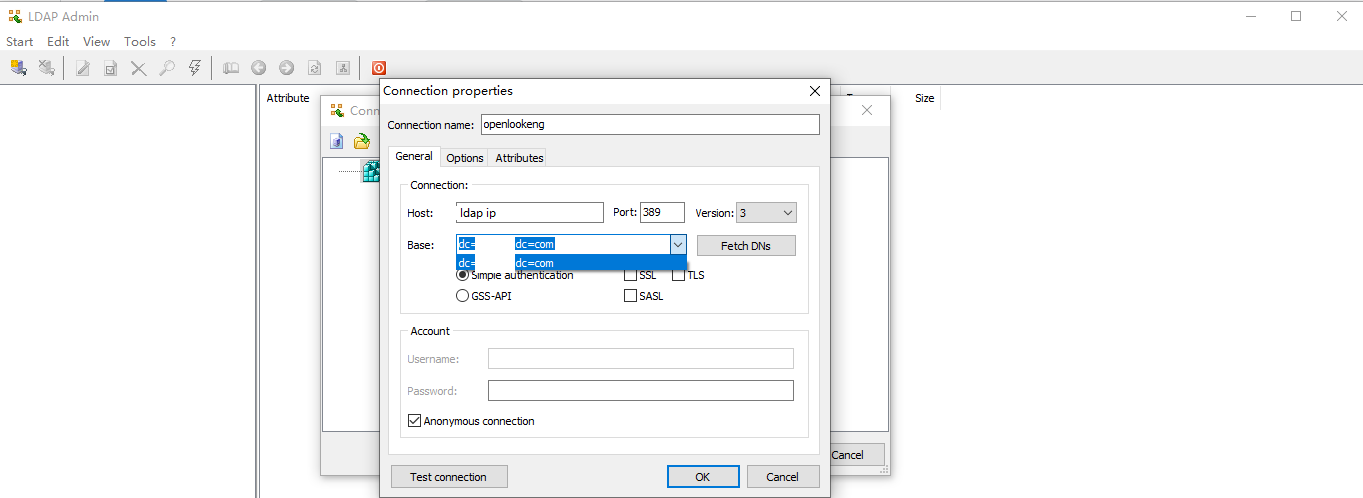 LDAP Admin
Start Edit View Tools ?
Attribute
Size
Connection properties
Connection name: openlookeng
General Options Attributes
Connection:
Host: ldap ip Port: 389 Version: 3
Base: dc= dc=com Fetch DNs
dc= dc=com
Simple authentication SSL TLS
GSS-API SASL
Account
Username:
Password:
Anonymous connection
Test connection OK Cancel
Cancel